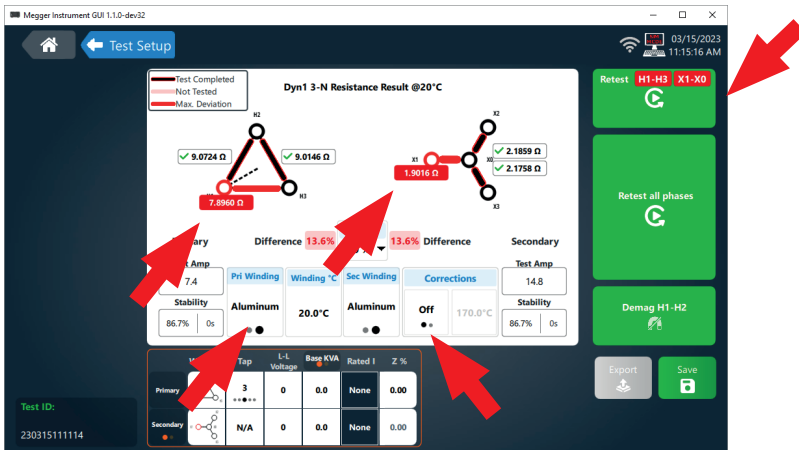 Megger Instrument GUI 1.1.0-dev32
Test Setup
03/15/2023
11:15:16 AM
Test Completed
Not Tested
Max. Deviation
Dyn1 3-N Resistance Result @20°C
Retest H1-H3 X1-X0
H2
X2
9.0724 Ω
9.0146 Ω
2.1859 Ω
X1
X0
1.9016 Ω
2.1758 Ω
H3
7.8960 Ω
X3
Retest all phases
Difference 13.6%
13.6% Difference
Secondary
Test Amp
7.4
14.8
Pri Winding
Winding °C
Sec Winding
Corrections
Aluminum
20.0°C
Aluminum
Off
170.0°C
Stability
Stability
86.7%
0s
86.7%
0s
Demag H1-H2
Tap
L-L Voltage
Base KVA
Rated I
Z %
Primary
3
0
0.0
None
0.00
Secondary
N/A
0
0.0
None
0.00
Export
Save
Test ID:
230315111114